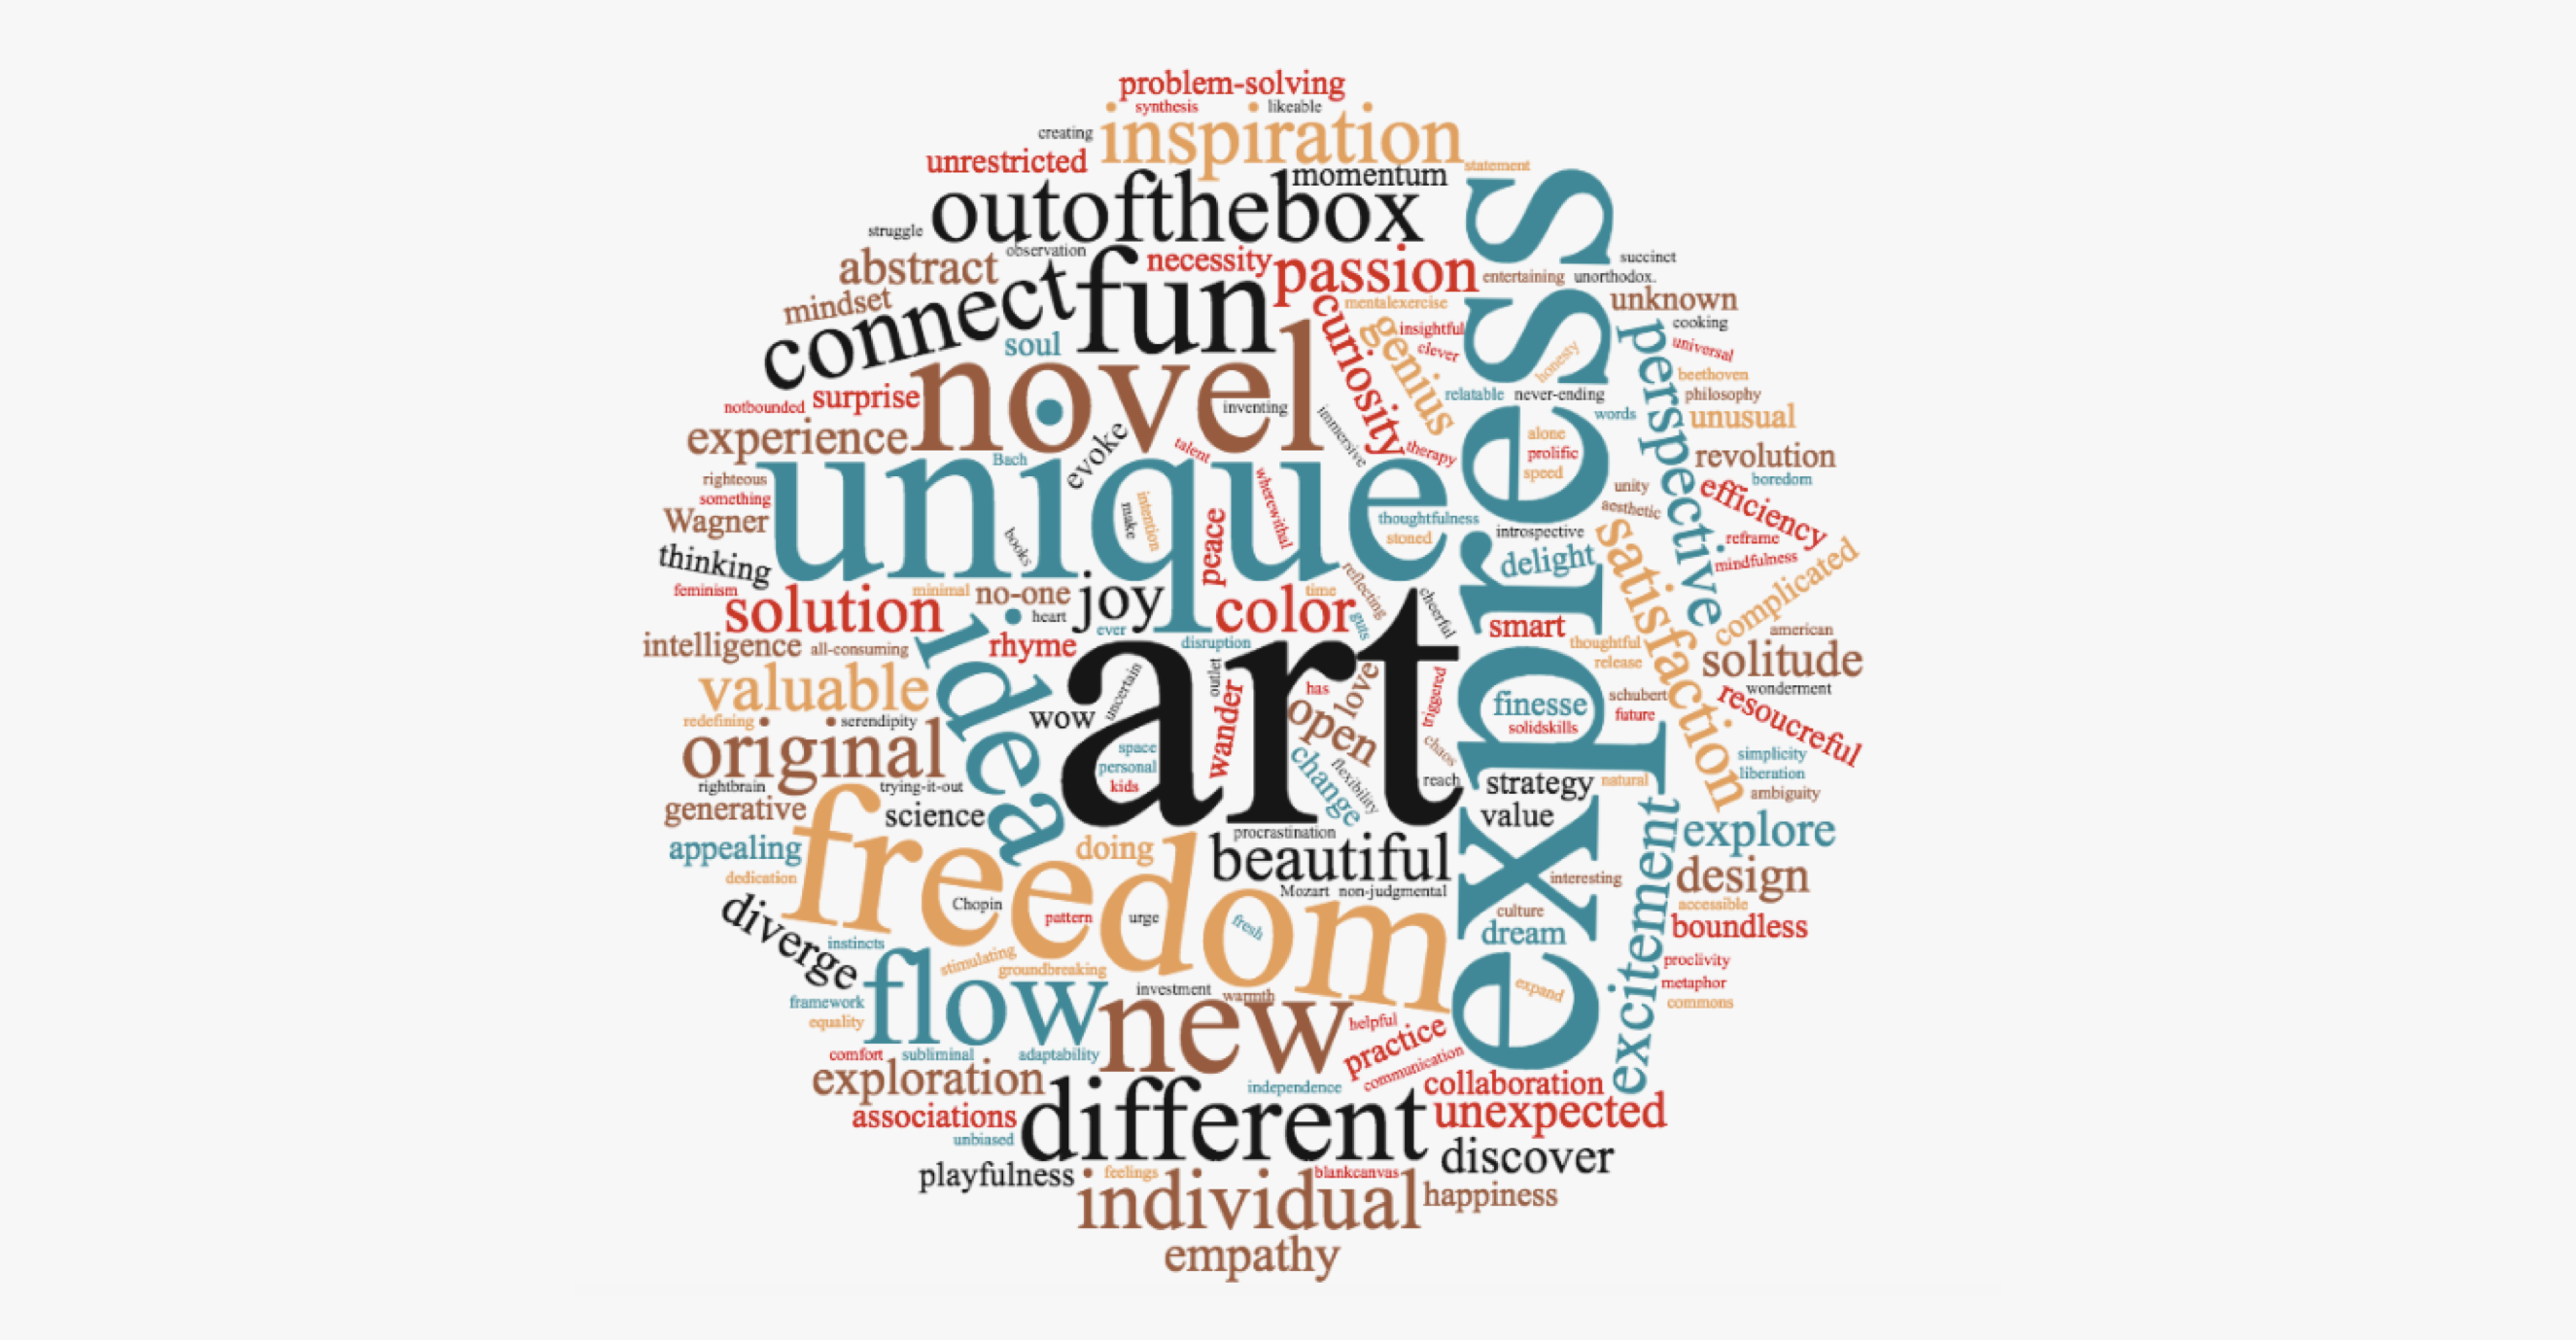 problem-solving
synthesis
likeable
creating
inspiration
unrestricted
statement
momentum
outofthebox
struggle
observation
abstract
necessity
passion
express
succinct
entertaining
unorthodox.
mindset
connect
fun
mentalexercise
unknown
curiosity
genius
insightful
cooking
soul
clever
honesty
perspective
universal
novel
beethoven
surprise
notbounded
inventing
relatable
never-ending
philosophy
words
unusual
experience
evoke
immersive
talent
therapy
alone
prolific
speed
revolution
Bach
unique
righteous
something
wherewithal
boredom
unity
efficiency
Wagner
make
intention
peace
thoughtfulness
stoned
aesthetic
introspective
reframe
thinking
books
delight
satisfaction
mindfulness
complicated
feminism
minimal
no-one
joy
time
reflecting
cheerful
solution
heart
color
guts
ever
smart
american
intelligence
all-consuming
idea
rhyme
disruption
art
thoughtful
release
solitude
valuable
uncertain
outlet
wander
has
love
triggered
wonderment
redefining
serendipity
wow
open
finesse
solidskills
schubert
future
resoucreful
original
space
personal
kids
change
flexibility
chaos
reach
simplicity
liberation
rightbrain
trying-it-out
strategy
natural
ambiguity
generative
science
value
freedom
procrastination
excitement
explore
appealing
doing
beautiful
design
dedication
Mozart
non-judgmental
interesting
accessible
diverge
Chopin
pattern
urge
fresh
culture
dream
boundless
instincts
stimulating
groundbreaking
proclivity
flow
investment
warmth
expand
metaphor
framework
commons
equality
new
helpful
practice
comfort
subliminal
adaptability
communication
exploration
independence
collaboration
associations
different
unexpected
unbiased
discover
playfulness
feelings
blankcanvas
individual
happiness
empathy